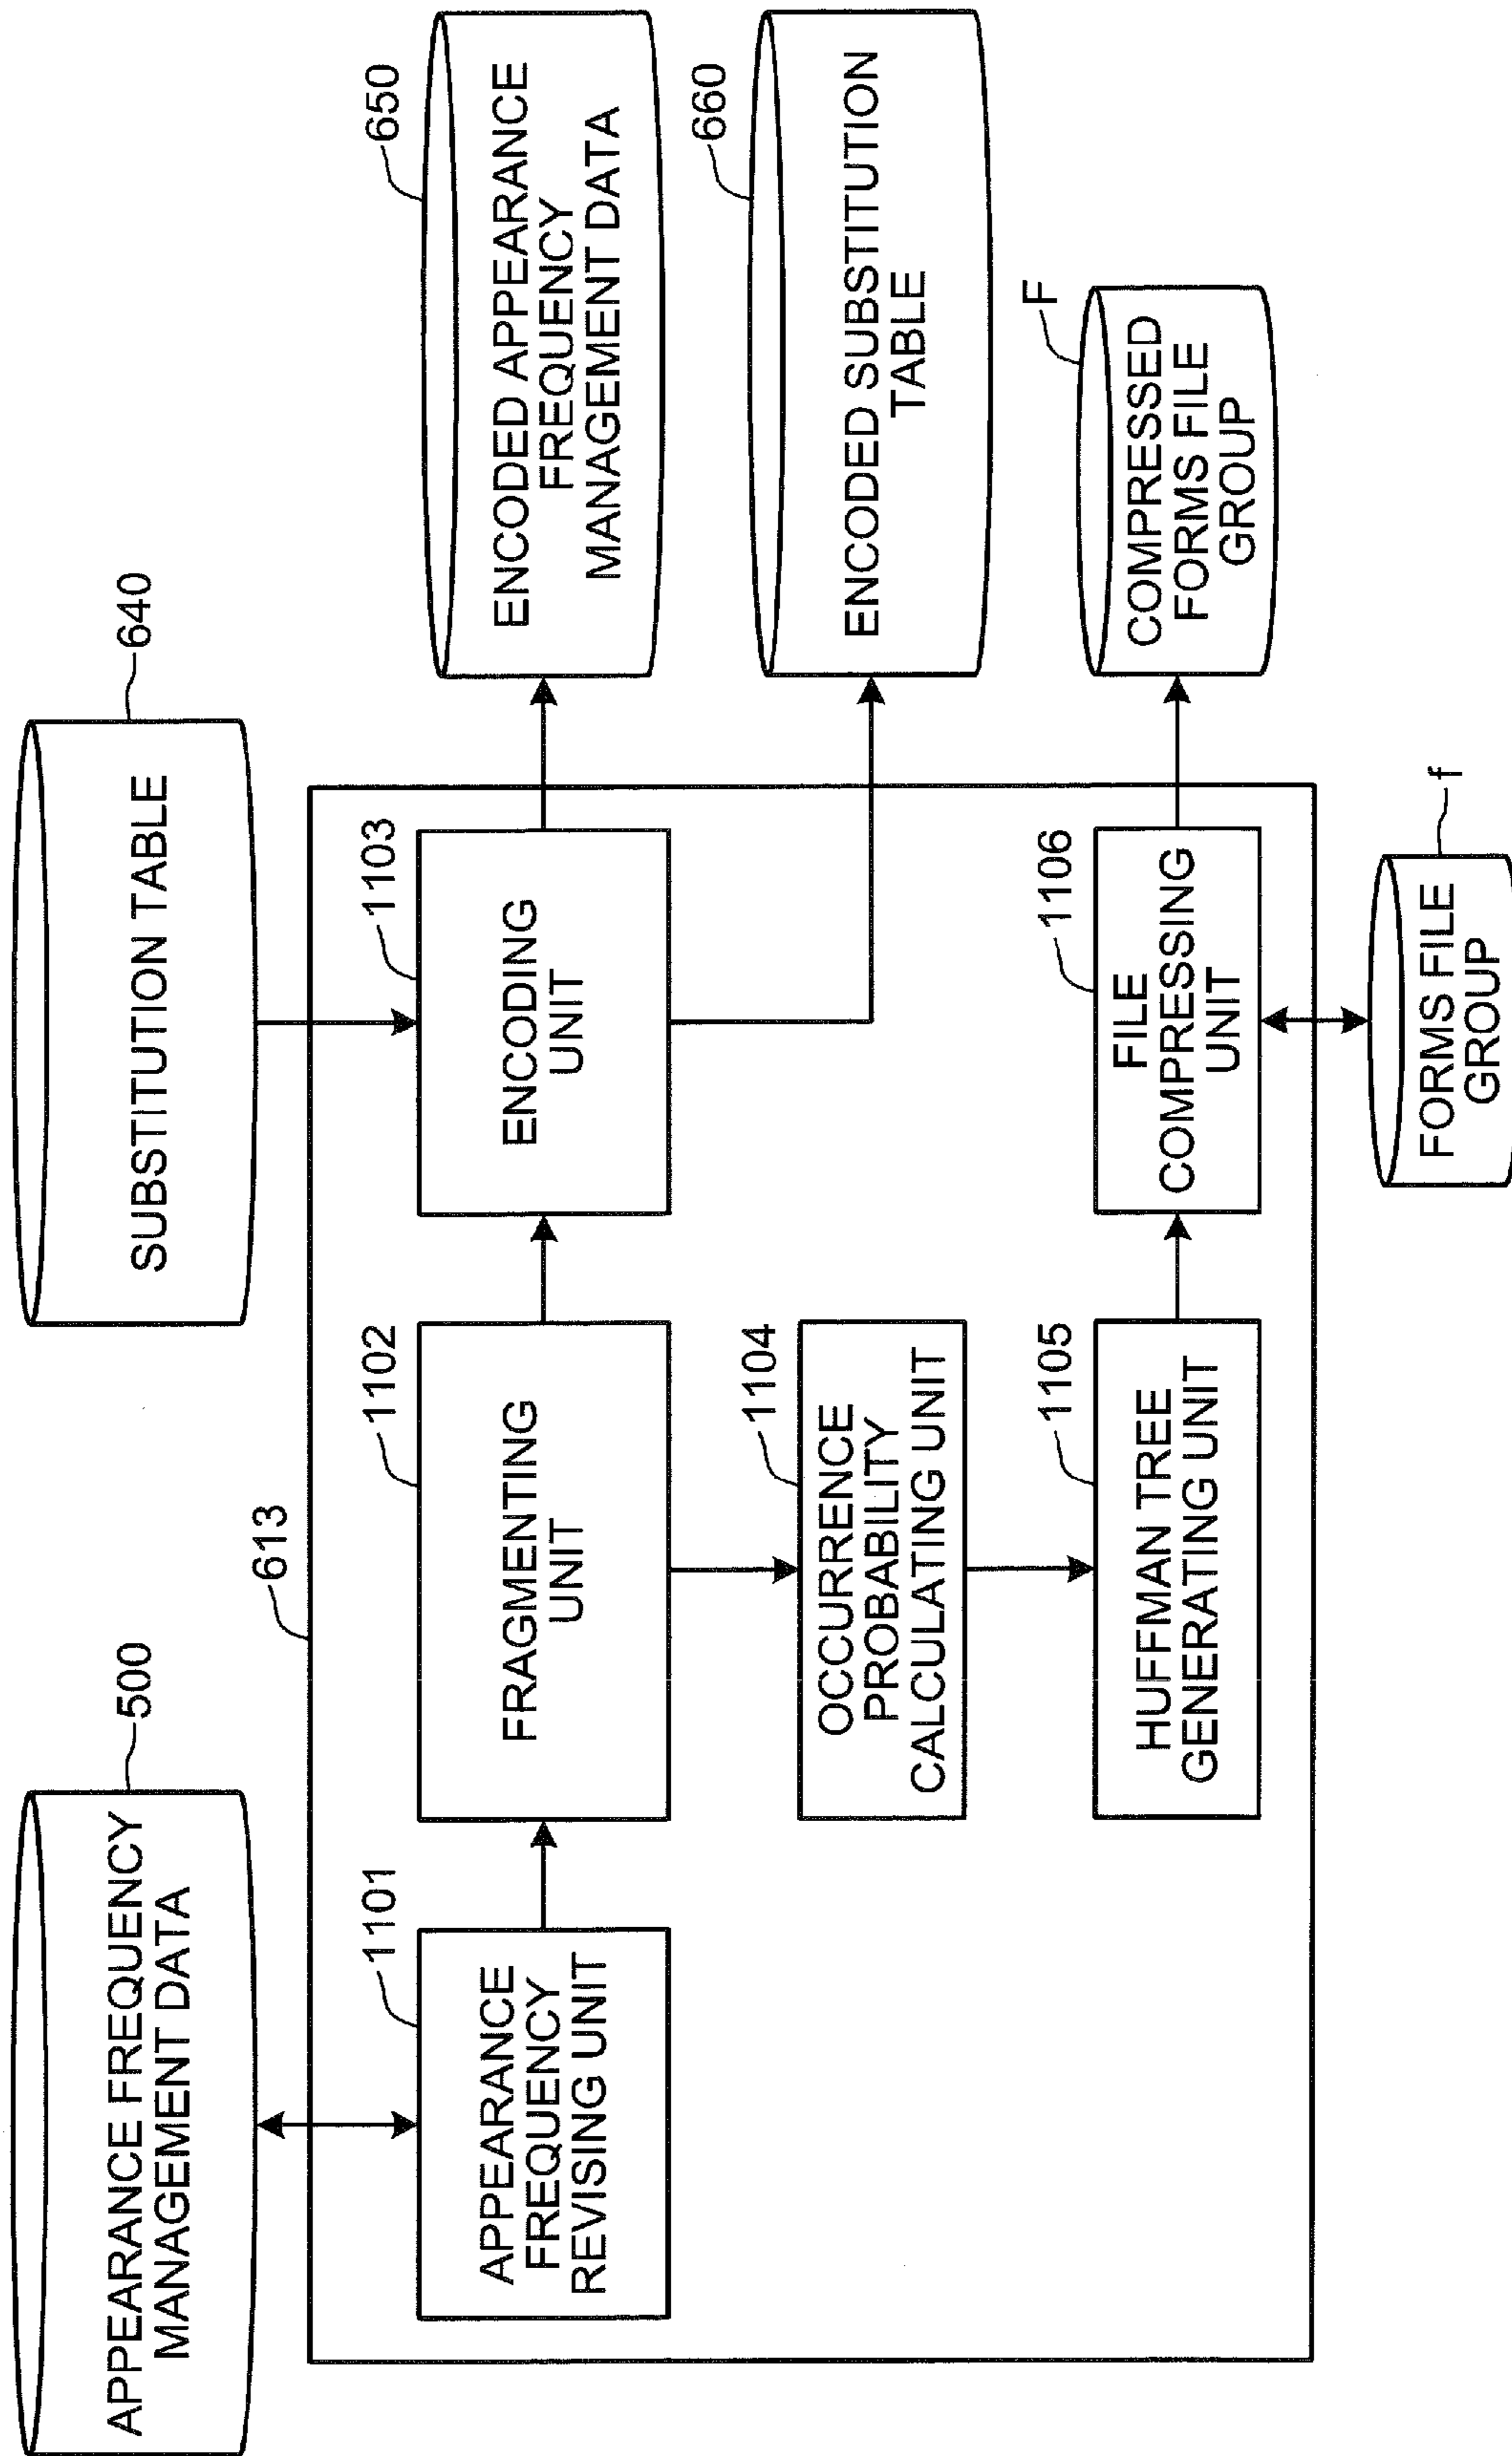 APPEARANCE FREQUENCY
MANAGEMENT DATA
500
SUBSTITUTION TABLE
640
613
1101
APPEARANCE
FREQUENCY
REVISING UNIT
1102
FRAGMENTING
UNIT
1103
ENCODING
UNIT
650
ENCODED APPEARANCE
FREQUENCY
MANAGEMENT DATA
1104
OCCURRENCE
PROBABILITY
CALCULATING UNIT
660
ENCODED SUBSTITUTION
TABLE
1105
HUFFMAN TREE
GENERATING UNIT
1106
FILE
COMPRESSING
UNIT
F
COMPRESSED
FORMS FILE
GROUP
f
FORMS FILE
GROUP